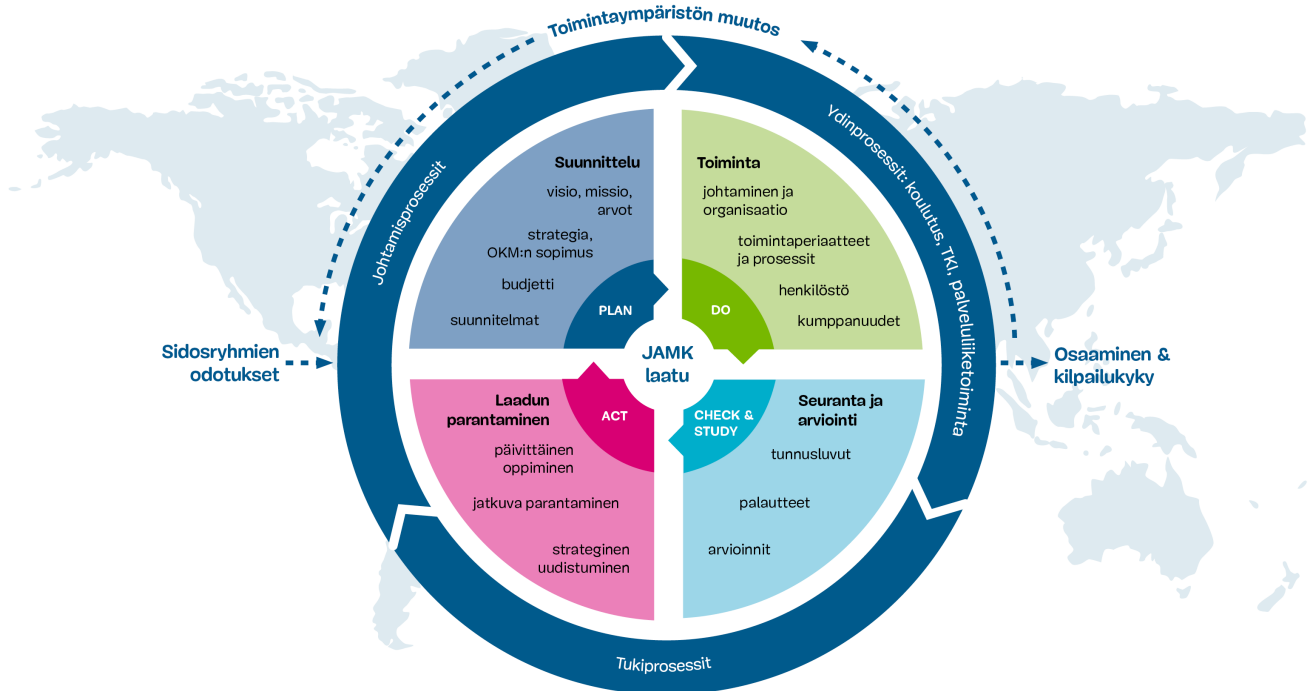 Toimintaympäristön muutos
Johtamisprosessit
Ydinprosessit: koulutus, TKI, palveluliiketoiminta
Tukiprosessit
Sidosryhmien
odotukset
Osaaminen &
kilpailukyky
Suunnittelu
visio, missio,
arvot
strategia,
OKM:n sopimus
budjetti
suunnitelmat
PLAN
Toiminta
johtaminen ja
organisaatio
toimintaperiaatteet
ja prosessit
henkilöstö
kumppanuudet
DO
JAMK
laatu
Laadun
parantaminen
päivittäinen
oppiminen
jatkuva parantaminen
strateginen
uudistuminen
ACT
CHECK &
STUDY
Seuranta ja
arviointi
tunnusluvut
palautteet
arvioinnit